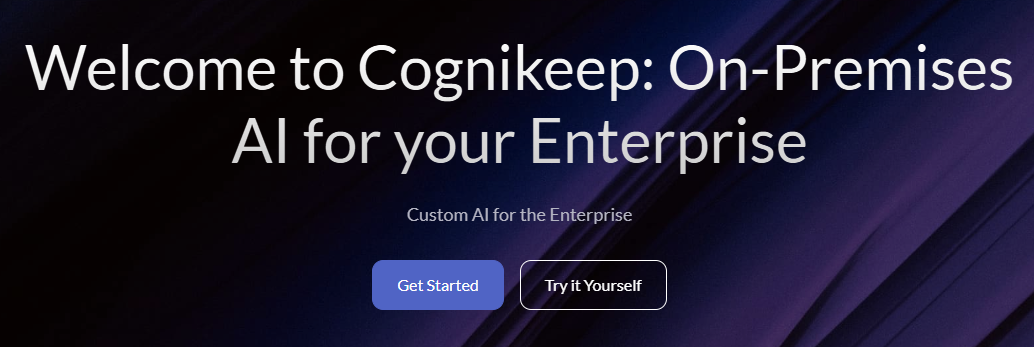 Welcome to Cognikeep: On-Premises
AI for your Enterprise
Custom AI for the Enterprise
Get Started
Try it Yourself